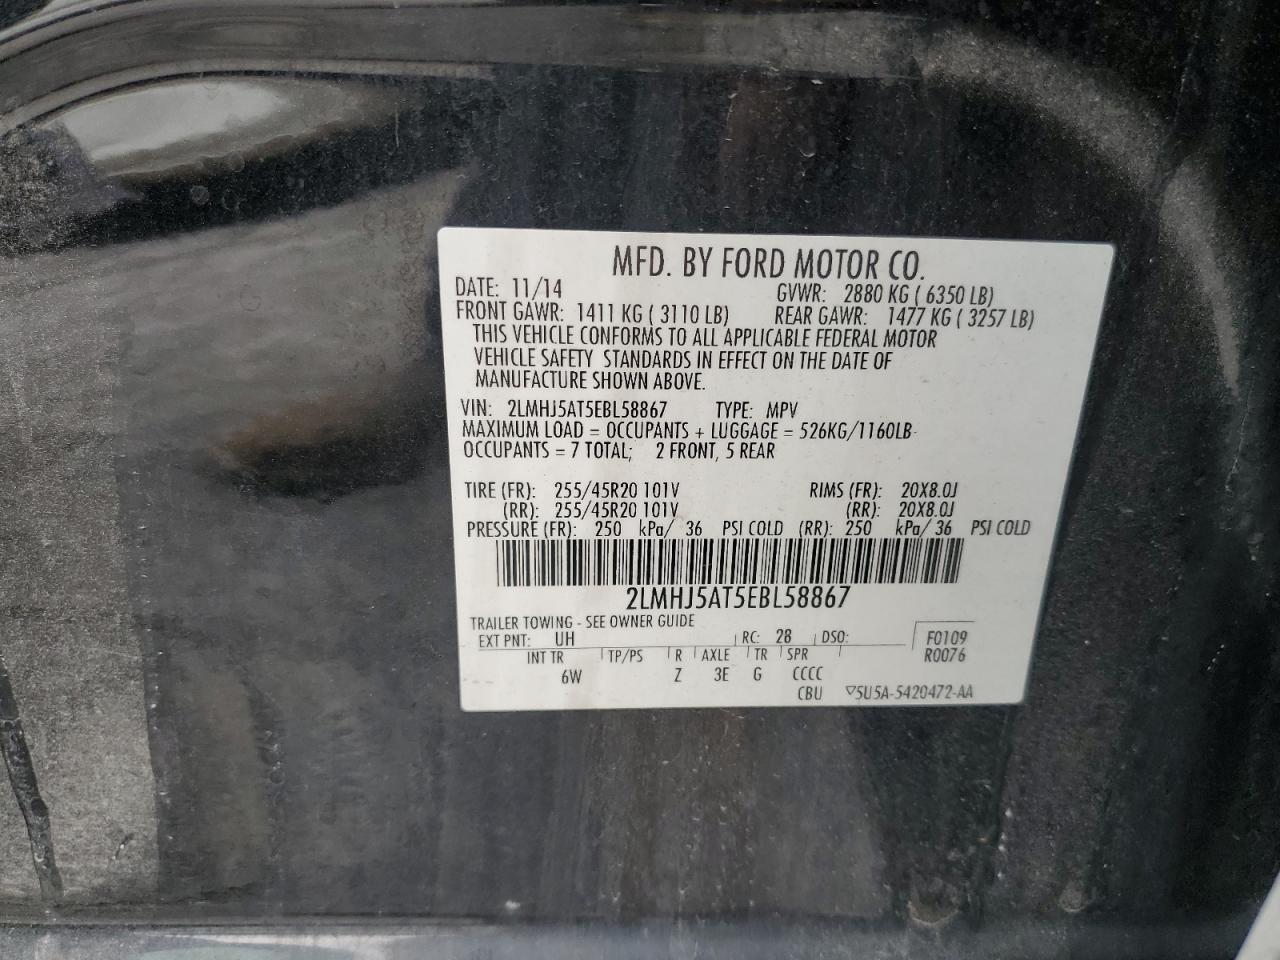 MFD. BY FORD MOTOR CO.
DATE: 11/14 GVWR: 2880 KG ( 6350 LB)
FRONT GAWR: 1411 KG ( 3110 LB) REAR GAWR: 1477 KG ( 3257 LB)
THIS VEHICLE CONFORMS TO ALL APPLICABLE FEDERAL MOTOR
VEHICLE SAFETY STANDARDS IN EFFECT ON THE DATE OF
MANUFACTURE SHOWN ABOVE.
VIN: 2LMHJ5AT5EBL58867 TYPE: MPV
MAXIMUM LOAD = OCCUPANTS + LUGGAGE = 526KG/1160LB
OCCUPANTS = 7 TOTAL; 2 FRONT, 5 REAR
TIRE (FR): 255/45R20 101V RIMS (FR): 20X8.0J
(RR): 255/45R20 101V (RR): 20X8.0J
PRESSURE (FR): 250 kPa/ 36 PSI COLD (RR): 250 kPa/ 36 PSI COLD
2LMHJ5AT5EBL58867
TRAILER TOWING - SEE OWNER GUIDE
EXT PNT: UH RC: 28 DSO: F0109
INT TR TP/PS R AXLE TR SPR R0076
6W Z 3E G CCCC
CBU ▽5U5A-5420472-AA